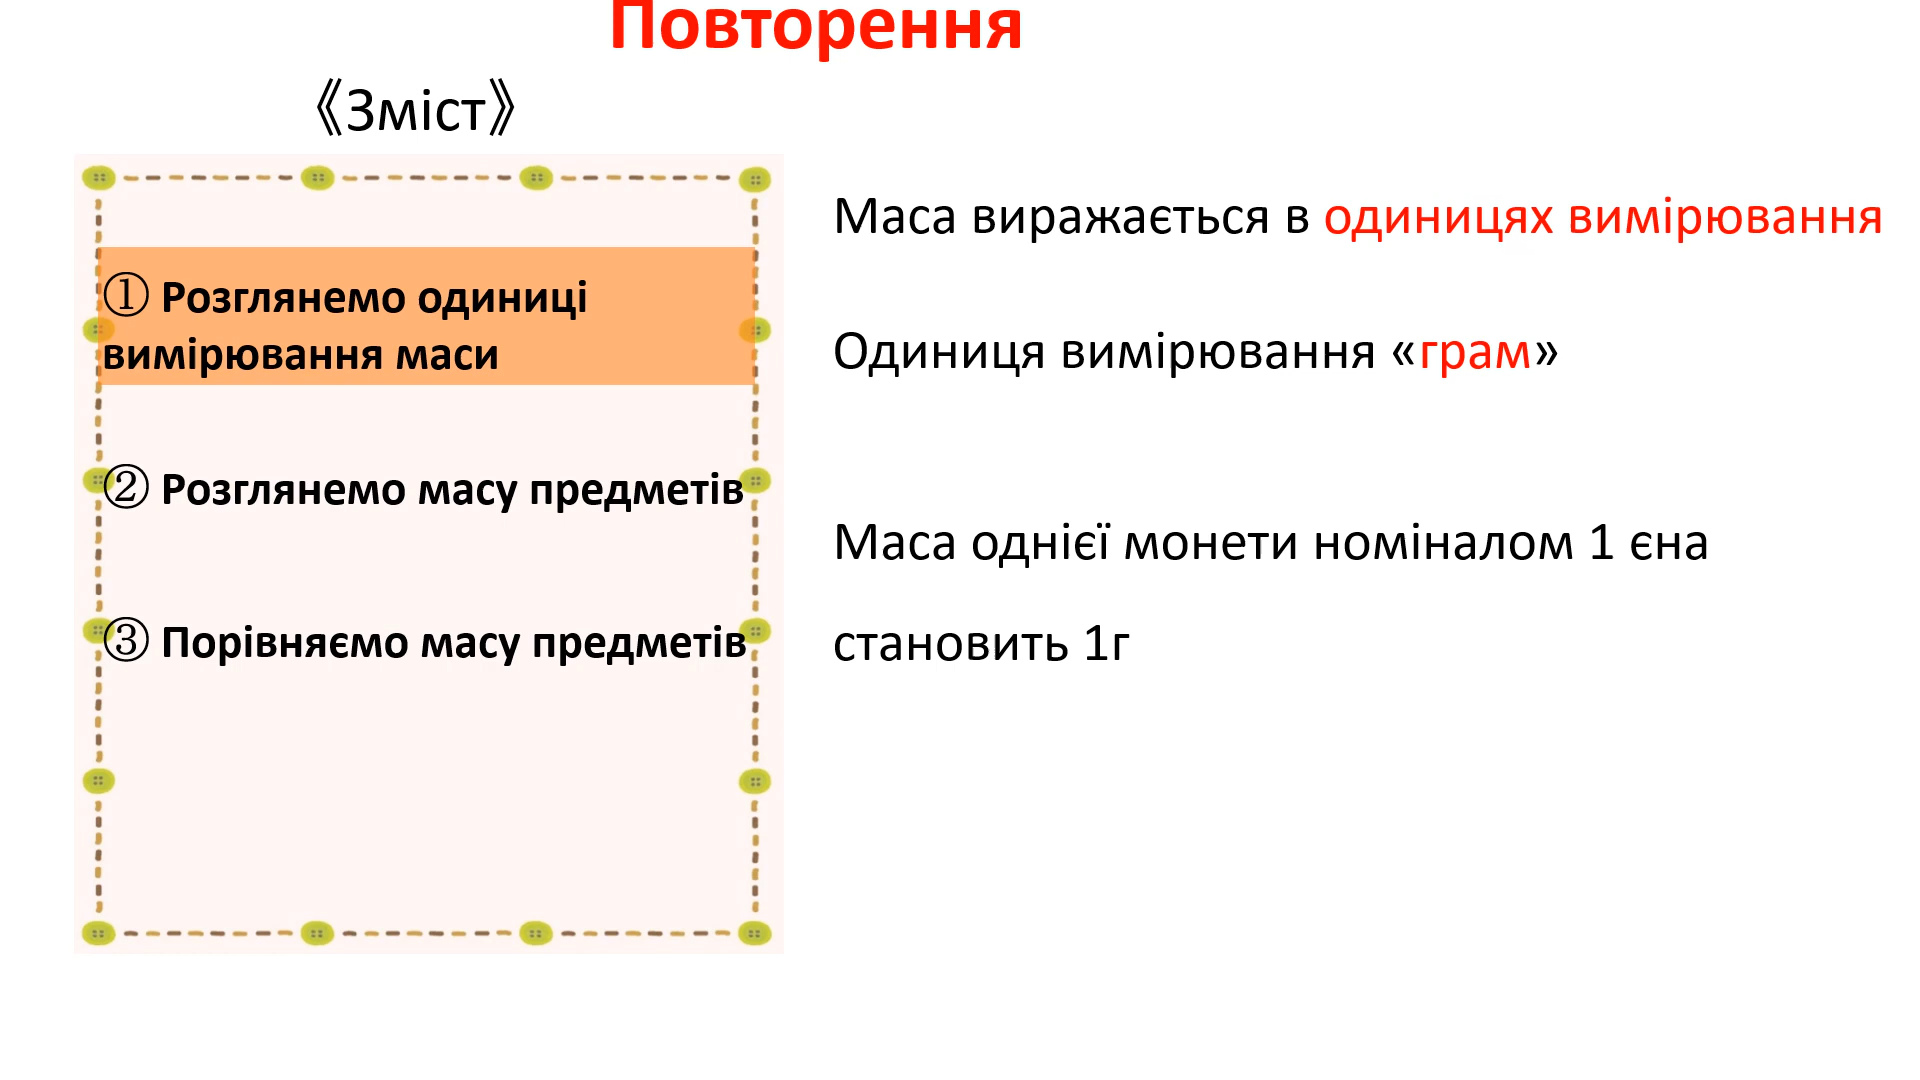 Повторення
《Зміст》
① Розглянемо одиниці
вимірювання маси
② Розглянемо масу предметів
③ Порівняємо масу предметів
Маса виражається в одиницях вимірювання
Одиниця вимірювання «грам»
Маса однієї монети номіналом 1 єна
становить 1г